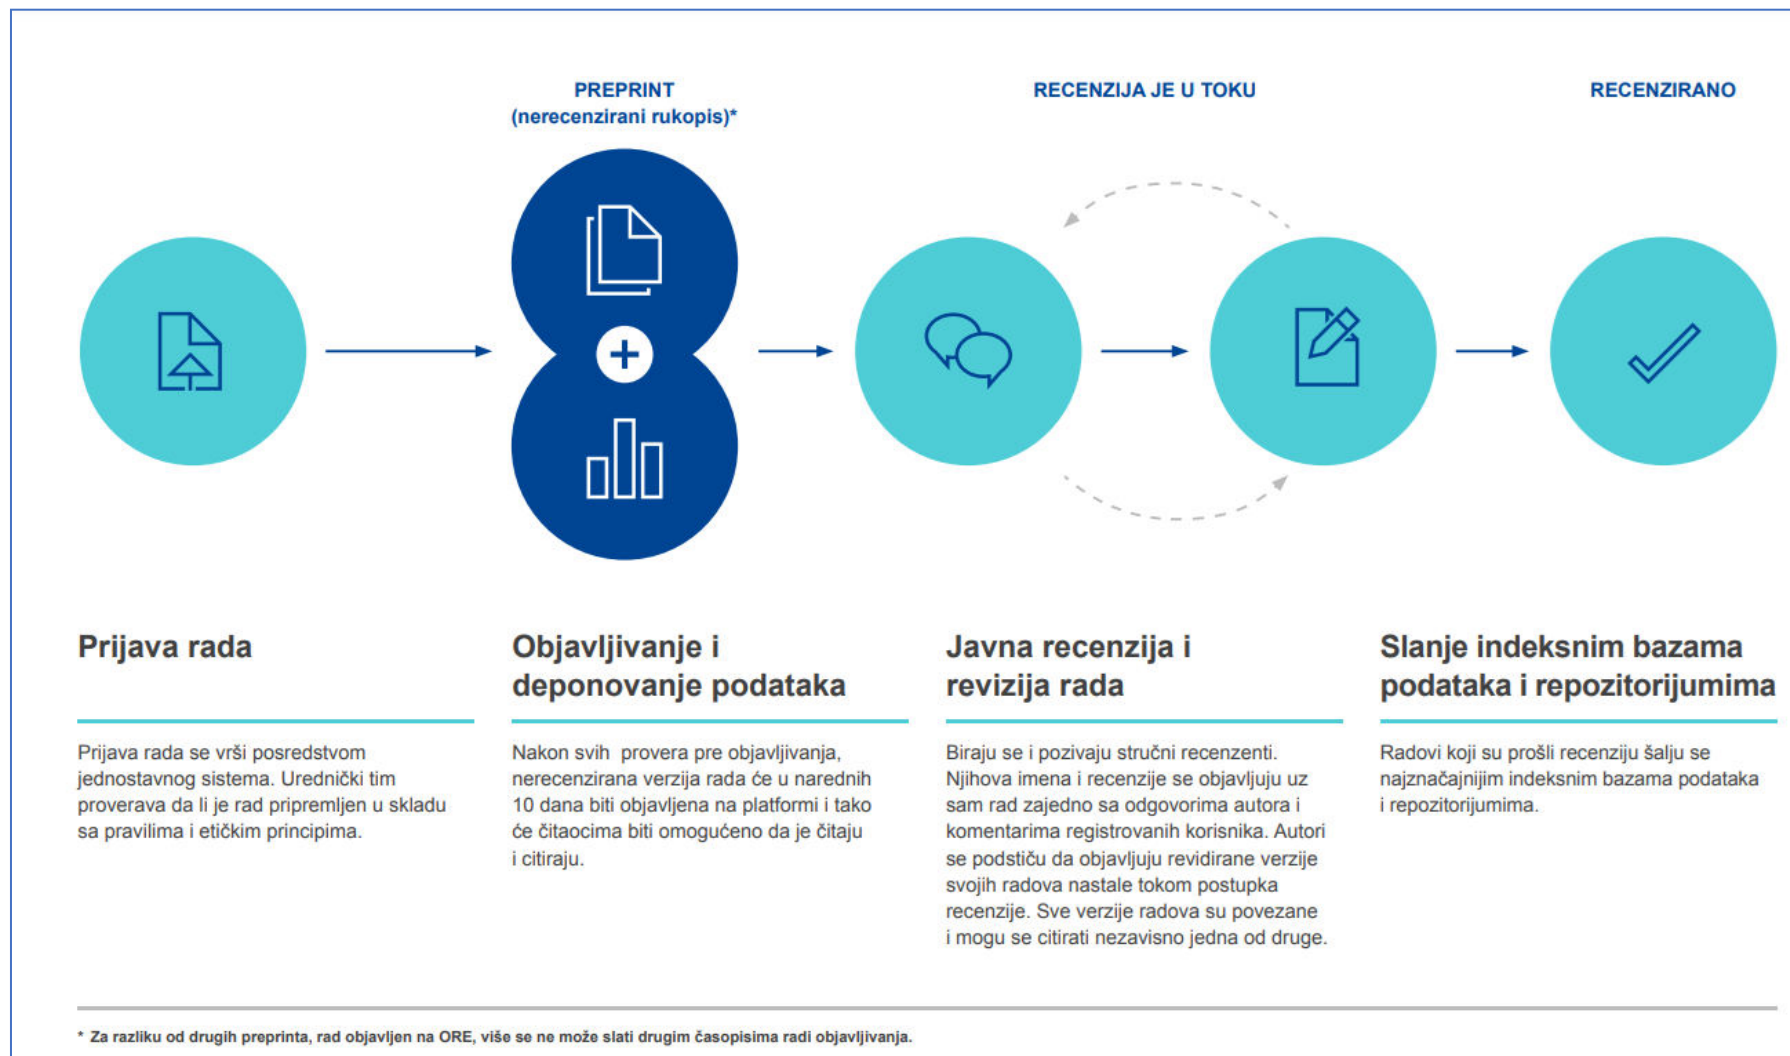 PREPRINT
(nerecenzirani rukopis)*
RECENZIJA JE U TOKU
RECENZIRANO
Prijava rada
Prijava rada se vrši posredstvom
jednostavnog sistema. Urednički tim
proverava da li je rad pripremljen u skladu
sa pravilima i etičkim principima.
Objavljivanje i
deponovanje podataka
Nakon svih provera pre objavljivanja,
nerecenzirana verzija rada će u narednih
10 dana biti objavljena na platformi i tako
će čitaocima biti omogućeno da je čitaju
i citiraju.
Javna recenzija i
revizija rada
Biraju se i pozivaju stručni recenzenti.
Njihova imena i recenzije se objavljuju uz
sam rad zajedno sa odgovorima autora i
komentarima registrovanih korisnika. Autori
se podstiču da objavljuju revidirane verzije
svojih radova nastale tokom postupka
recenzije. Sve verzije radova su povezane
i mogu se citirati nezavisno jedna od druge.
Slanje indeksnim bazama
podataka i repozitorijumima
Radovi koji su prošli recenziju šalju se
najznačajnijim indeksnim bazama podataka
i repozitorijumima.
* Za razliku od drugih preprinta, rad objavljen na ORE, više se ne može slati drugim časopisima radi objavljivanja.